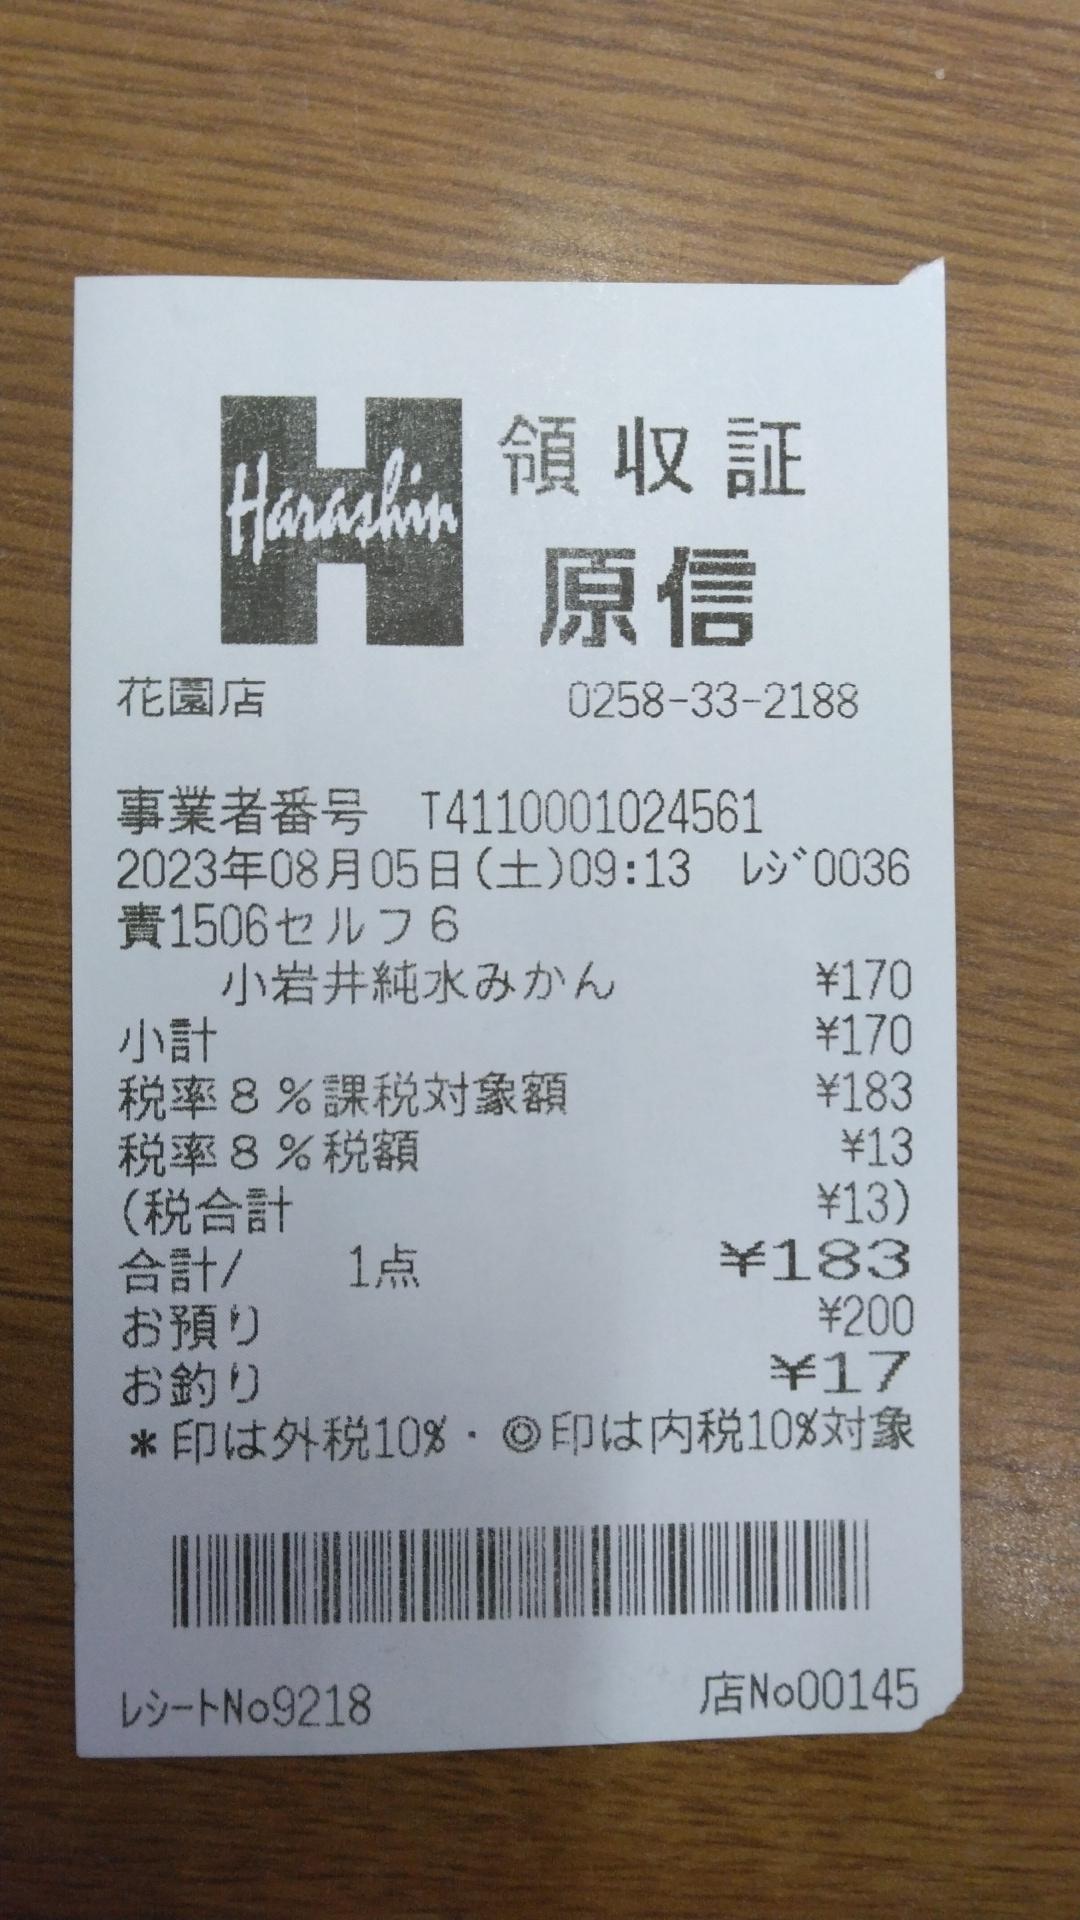 Harashin
領収証
原信
花園店 0258-33-2188
事業者番号 T4110001024561
2023年08月05日(土)09:13 ﾚｼﾞ0036
責1506セルフ6
小岩井純水みかん ¥170
小計 ¥170
税率8%課税対象額 ¥183
税率8%税額 ¥13
(税合計 ¥13)
合計/ 1点 ¥183
お預り ¥200
お釣り ¥17
*印は外税10%・◎印は内税10%対象
ﾚｼｰﾄNo9218 店No00145